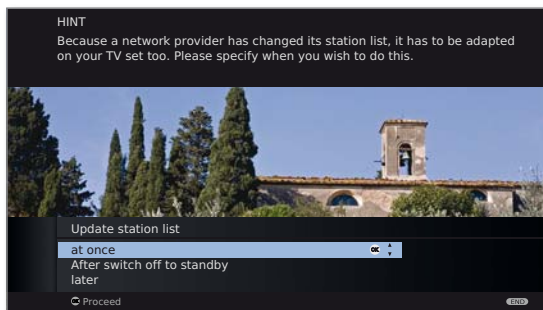 HINT
Because a network provider has changed its station list, it has to be adapted
on your TV set too. Please specify when you wish to do this.
Update station list
at once OK
After switch off to standby
later
Proceed END